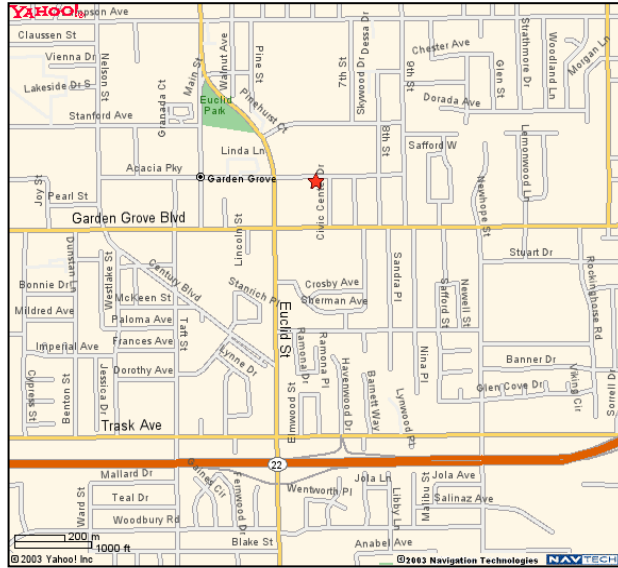 YAHOO!
mpson Ave
Claussen St
Vienna Dr
Lakeside Dr S
Nelson St
Stanford Ave
Granada Ct
Main St
Walnut Ave
Pine St
Euclid
Park
Pinehurst Ct
Linda Ln
7th St
Skywood Dr
Dessa Dr
8th St
9th St
Chester Ave
Glen St
Strathmore Dr
Woodland Ln
Morgan Ln
Dorada Ave
Safford W
Lemonwood Ln
Newhope St
Acacia Pky
Garden Grove
Civic Center Dr
Joy St
Pearl St
Garden Grove Blvd
Lincoln St
Dunstan Ln
Westlake St
Century Blvd
Stanrich Pl
Bonnie Dr
McKeen St
Mildred Ave
Paloma Ave
Imperial Ave
Frances Ave
Dorothy Ave
Taft St
Lynne Dr
Cypress St
Benton St
Jessica Dr
Euclid St
Crosby Ave
Sherman Ave
Ramona Dr
Ramona Pl
Havenwood Dr
Barnett Way
Lynwood Pl
Elmwood St
Sandra Pl
Nina Pl
Safford St
Newell St
Stuart Dr
Rockinghorse Rd
Banner Dr
Glen Cove Dr
Viking Cir
Sorrell Dr
Trask Ave
22
Mallard Dr
Teal Dr
Woodbury Rd
Ward St
Gaines Cir
Fernwood Dr
Blake St
Wentworth Pl
Jola Ln
Libby Ln
Malibu St
Jola Ave
Salinaz Ave
Anabel Ave
200 m
1000 ft
©2003 Yahoo! Inc
©2003 Navigation Technologies
NAVTECH